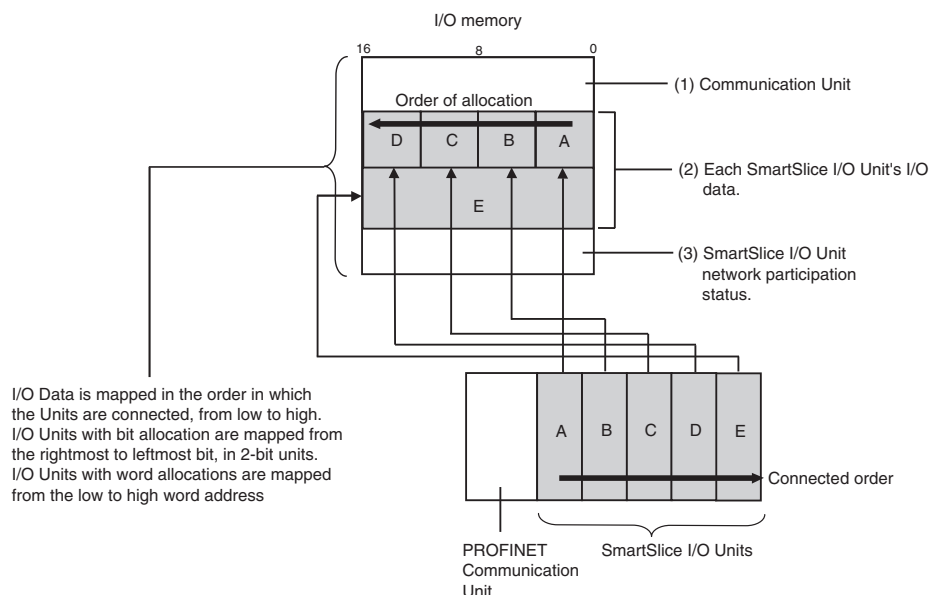 I/O memory
16 8 0
(1) Communication Unit
Order of allocation
D C B A
(2) Each SmartSlice I/O Unit's I/O
data.
E
(3) SmartSlice I/O Unit
network participation
status.
I/O Data is mapped in the order in which
the Units are connected, from low to high.
I/O Units with bit allocation are mapped from
the rightmost to leftmost bit, in 2-bit units.
I/O Units with word allocations are mapped
from the low to high word address
A B C D E
Connected order
PROFINET
Communication
Unit
SmartSlice I/O Units